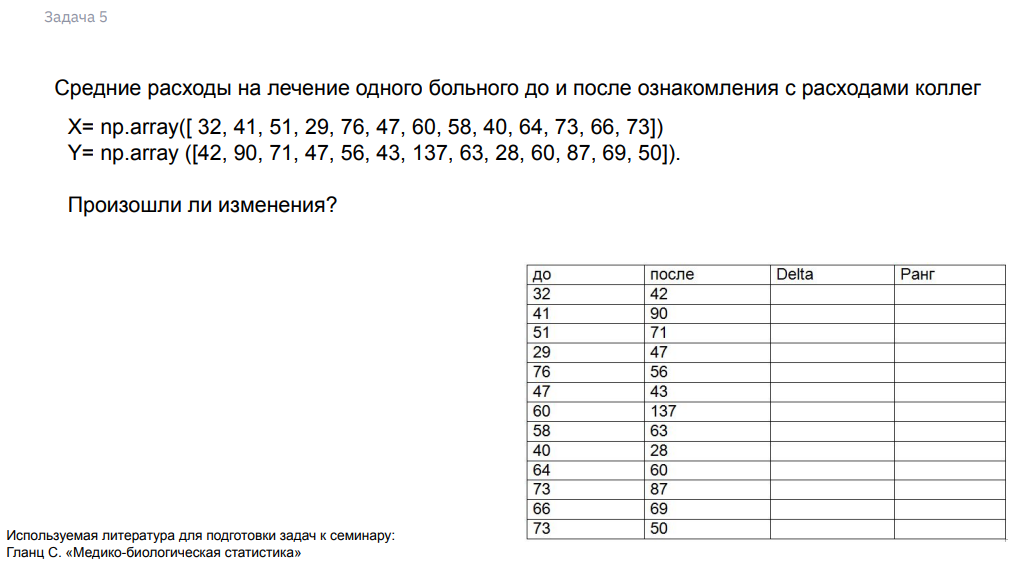 Задача 5
Средние расходы на лечение одного больного до и после ознакомления с расходами коллег
X= np.array([ 32, 41, 51, 29, 76, 47, 60, 58, 40, 64, 73, 66, 73])
Y= np.array ([42, 90, 71, 47, 56, 43, 137, 63, 28, 60, 87, 69, 50]).
Произошли ли изменения?
до после Delta Ранг
32 42
41 90
51 71
29 47
76 56
47 43
60 137
58 63
40 28
64 60
73 87
66 69
73 50
Используемая литература для подготовки задач к семинару:
Гланц С. «Медико-биологическая статистика»